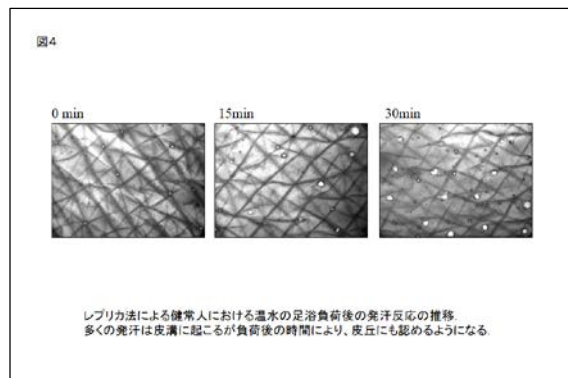 図4
0 min
15min
30min
レプリカ法による健常人における温水の足浴負荷後の発汗反応の推移.
多くの発汗は皮溝に起こるが負荷後の時間により、皮丘にも認めるようになる.